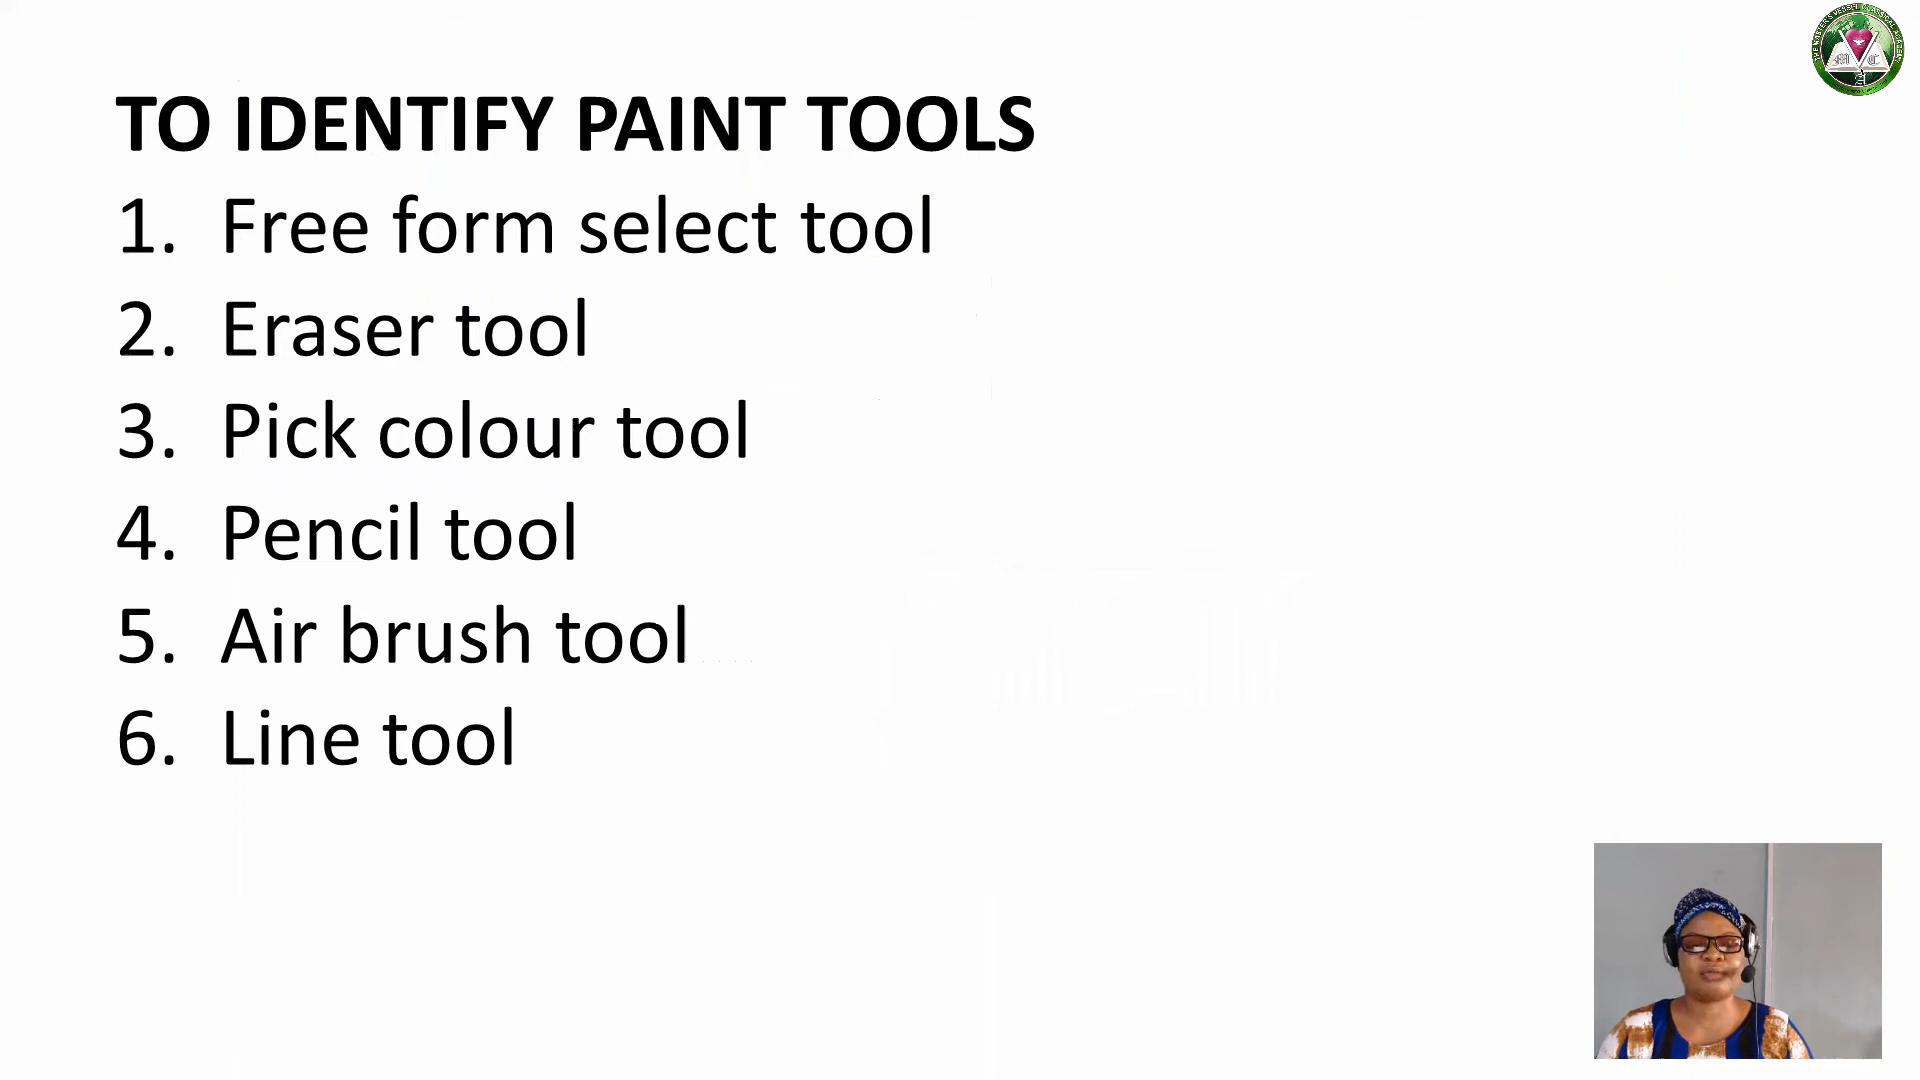 TO IDENTIFY PAINT TOOLS
1. Free form select tool
2. Eraser tool
3. Pick colour tool
4. Pencil tool
5. Air brush tool
6. Line tool